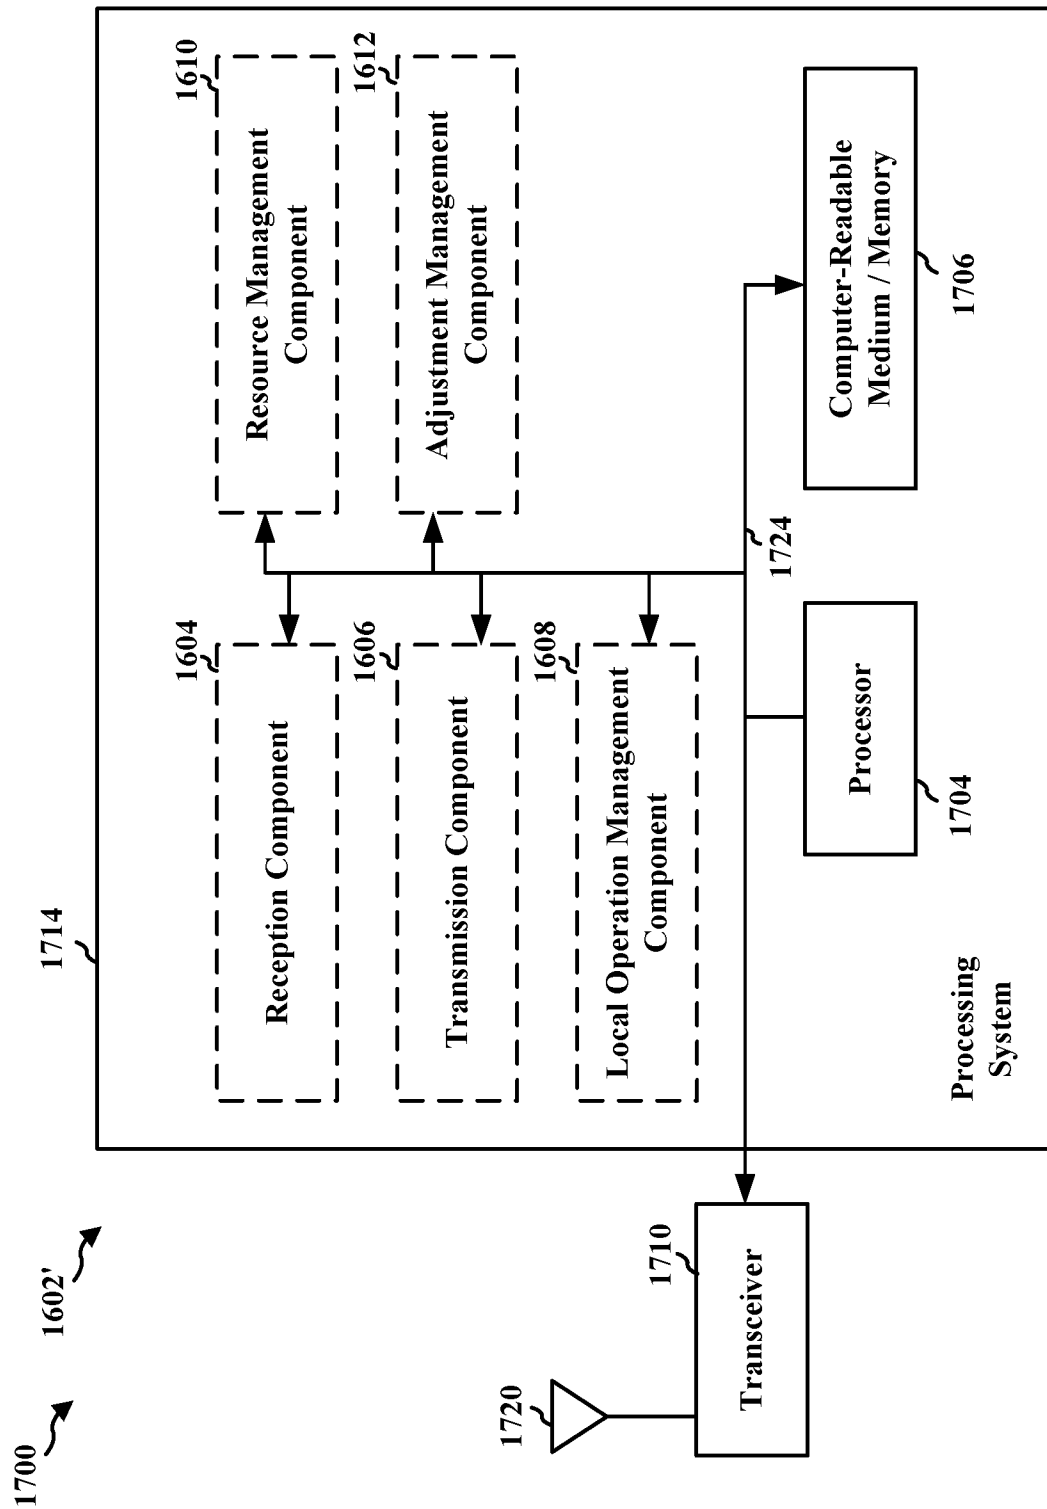 1700
1602'
1714
1604
Reception Component
1610
Resource Management
Component
1606
Transmission Component
1612
Adjustment Management
Component
1608
Local Operation Management
Component
1720
1710
Transceiver
1724
Processor
1704
Computer-Readable
Medium / Memory
1706
Processing
System